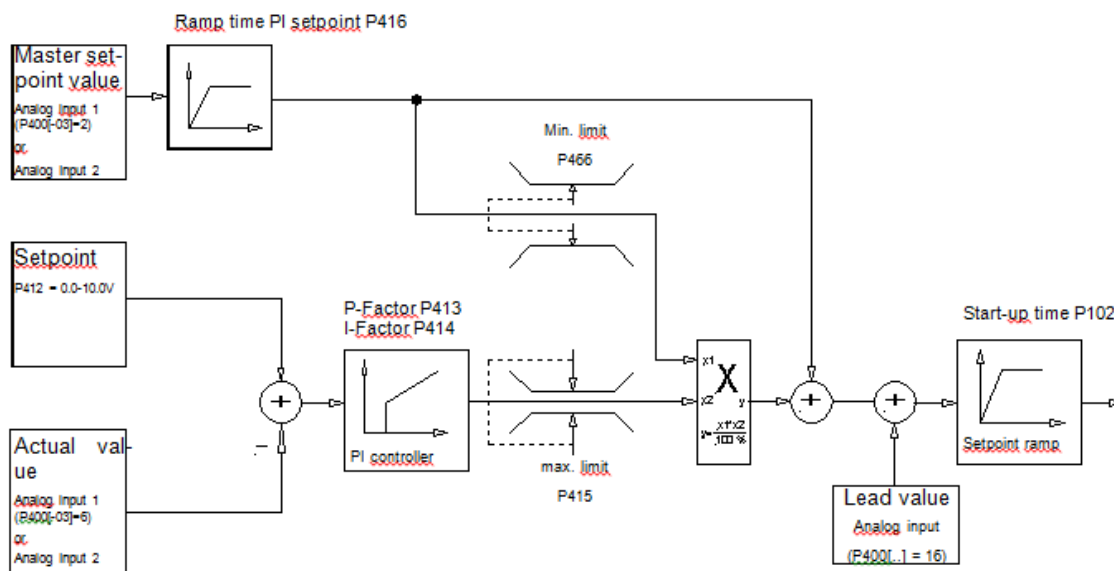 Ramp time PI setpoint P416
Master set-
point value
Analog Input 1
(P400[-03]=2)
or
Analog Input 2
Min. limit
P466
Setpoint
P412 = 0.0-10.0V
P-Factor P413
I-Factor P414
PI controller
Start-up time P102
Setpoint ramp
x1
X
x2
y
y=x1*x2
100 %
+
+
+
–
Actual val-
ue
Analog Input 1
(P400[-03]=6)
or
Analog Input 2
max. limit
P415
Lead value
Analog input
(P400[..] = 16)